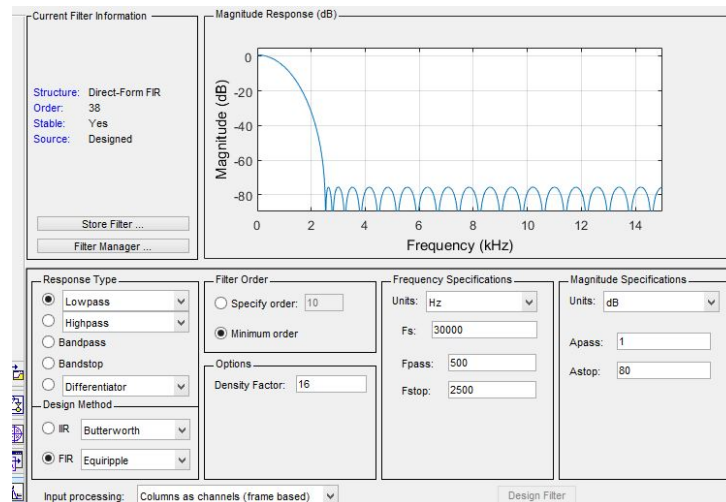 Current Filter Information
Structure: Direct-Form FIR
Order: 38
Stable: Yes
Source: Designed
Store Filter ...
Filter Manager ...
Magnitude Response (dB)
0
-20
-40
-60
-80
Magnitude (dB)
0 2 4 6 8 10 12 14
Frequency (kHz)
Response Type
Lowpass
Highpass
Bandpass
Bandstop
Differentiator
Design Method
IIR Butterworth
FIR Equiripple
Filter Order
Specify order: 10
Minimum order
Options
Density Factor: 16
Frequency Specifications
Units: Hz
Fs: 30000
Fpass: 500
Fstop: 2500
Magnitude Specifications
Units: dB
Apass: 1
Astop: 80
Input processing: Columns as channels (frame based)
Design Filter